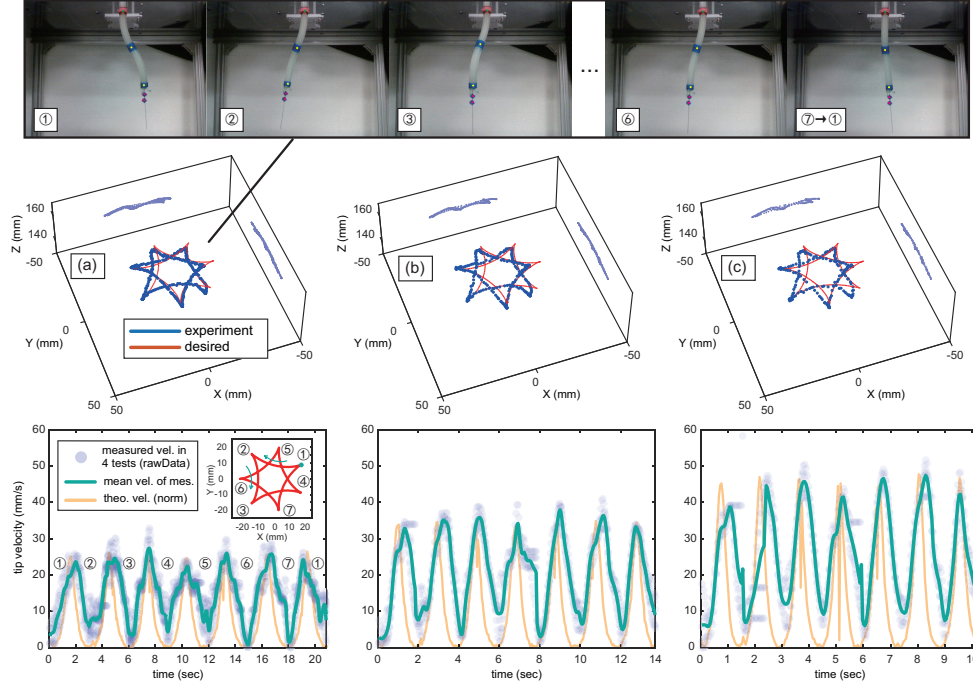 ① ② ③ ... ⑥ ⑦→①
160
140
Z (mm)
-50
0
Y (mm)
50
50
0
X (mm)
-50
(a)
experiment
desired
160
140
Z (mm)
-50
0
Y (mm)
50
50
0
X (mm)
-50
(b)
160
140
Z (mm)
-50
0
Y (mm)
50
50
0
X (mm)
-50
(c)
60
50
40
30
20
10
0
tip velocity (mm/s)
measured vel. in
4 tests (rawData)
mean vel. of mes.
theo. vel. (norm)
20
10
0
-10
-20
Y (mm)
② ⑤ ① ④ ⑥ ③ ⑦
-20 -10 0 10 20
X (mm)
① ② ③ ④ ⑤ ⑥ ⑦ ①
0 2 4 6 8 10 12 14 16 18 20
time (sec)
60
50
40
30
20
10
0
0 2 4 6 8 10 12 14
time (sec)
60
50
40
30
20
10
0
0 1 2 3 4 5 6 7 8 9 10
time (sec)